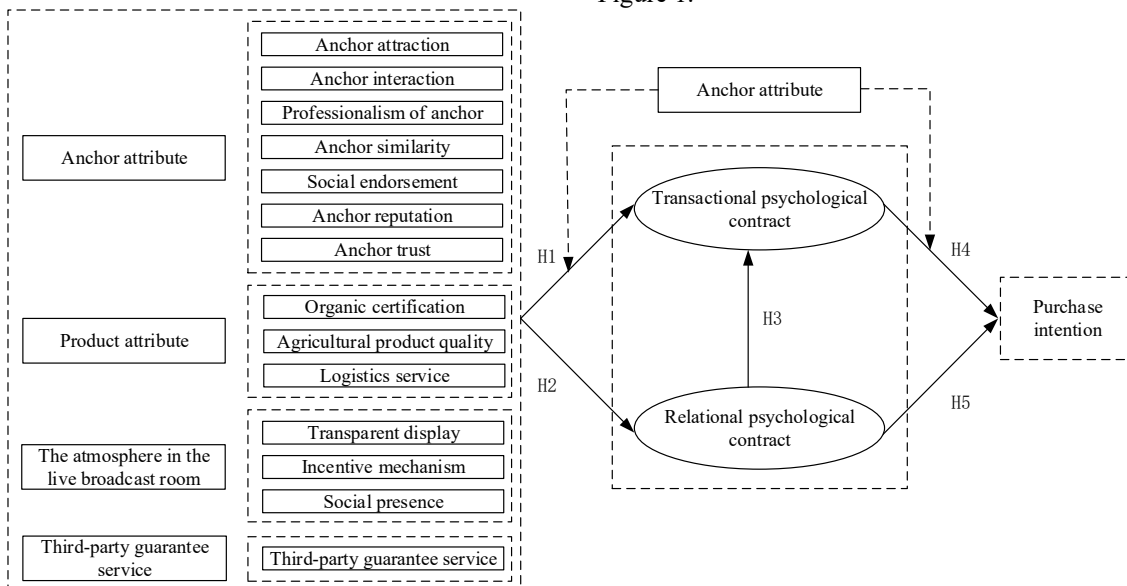 Figure 1.
Anchor attribute
Anchor attraction
Anchor interaction
Professionalism of anchor
Anchor similarity
Social endorsement
Anchor reputation
Anchor trust
Product attribute
Organic certification
Agricultural product quality
Logistics service
The atmosphere in the
live broadcast room
Transparent display
Incentive mechanism
Social presence
Third-party guarantee
service
Third-party guarantee service
Anchor attribute
H1
H2
Transactional psychological
contract
H3
Relational psychological
contract
H4
H5
Purchase
intention